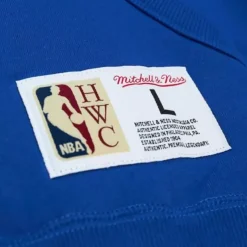 Mitchell & Ness
H
W
C
NBA
L
MITCHELL & NESS NOSTALGIA CO.
AUTHENTIC LICENSED APPAREL
DESIGNED IN PHILADELPHIA, PA.
ESTABLISHED 1904
AUTHENTIC. PREMIUM. LEGENDARY.